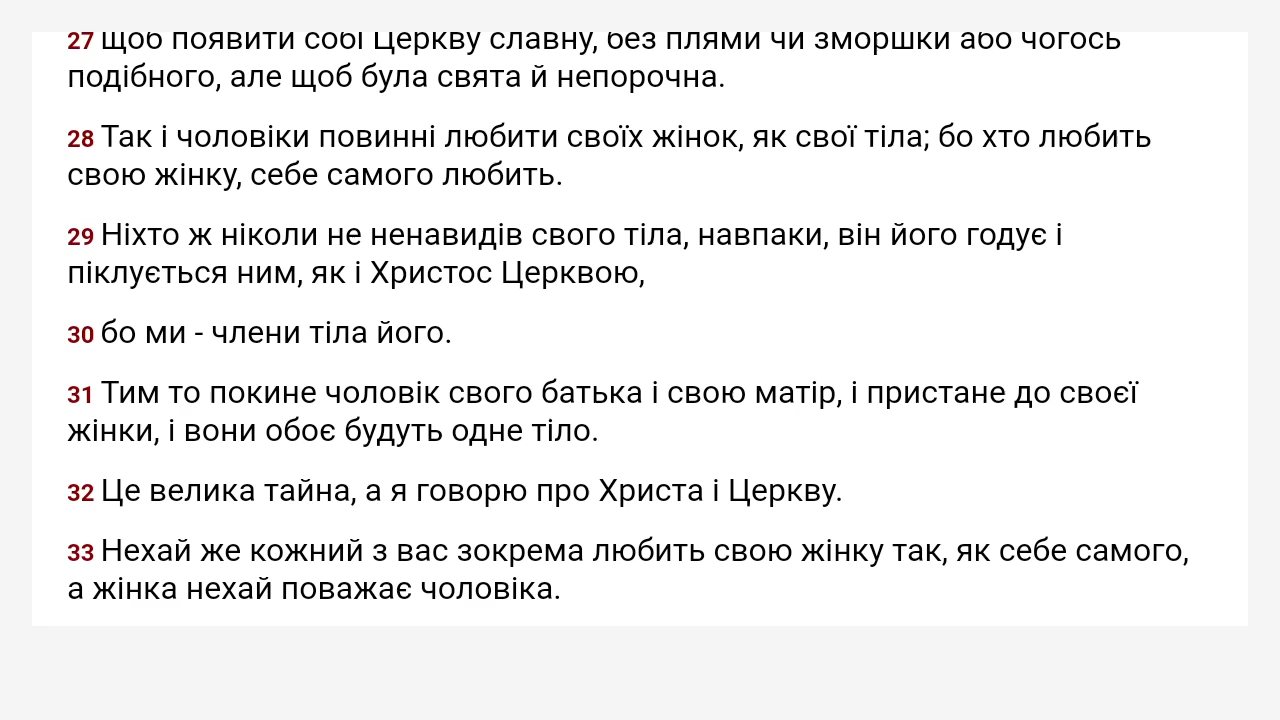 27 щоб появити собі Церкву славну, без плями чи зморшки або чогось
подібного, але щоб була свята й непорочна.
28 Так і чоловіки повинні любити своїх жінок, як свої тіла; бо хто любить
свою жінку, себе самого любить.
29 Ніхто ж ніколи не ненавидів свого тіла, навпаки, він його годує і
піклується ним, як і Христос Церквою,
30 бо ми - члени тіла його.
31 Тим то покине чоловік свого батька і свою матір, і пристане до своєї
жінки, і вони обоє будуть одне тіло.
32 Це велика тайна, а я говорю про Христа і Церкву.
33 Нехай же кожний з вас зокрема любить свою жінку так, як себе самого,
а жінка нехай поважає чоловіка.